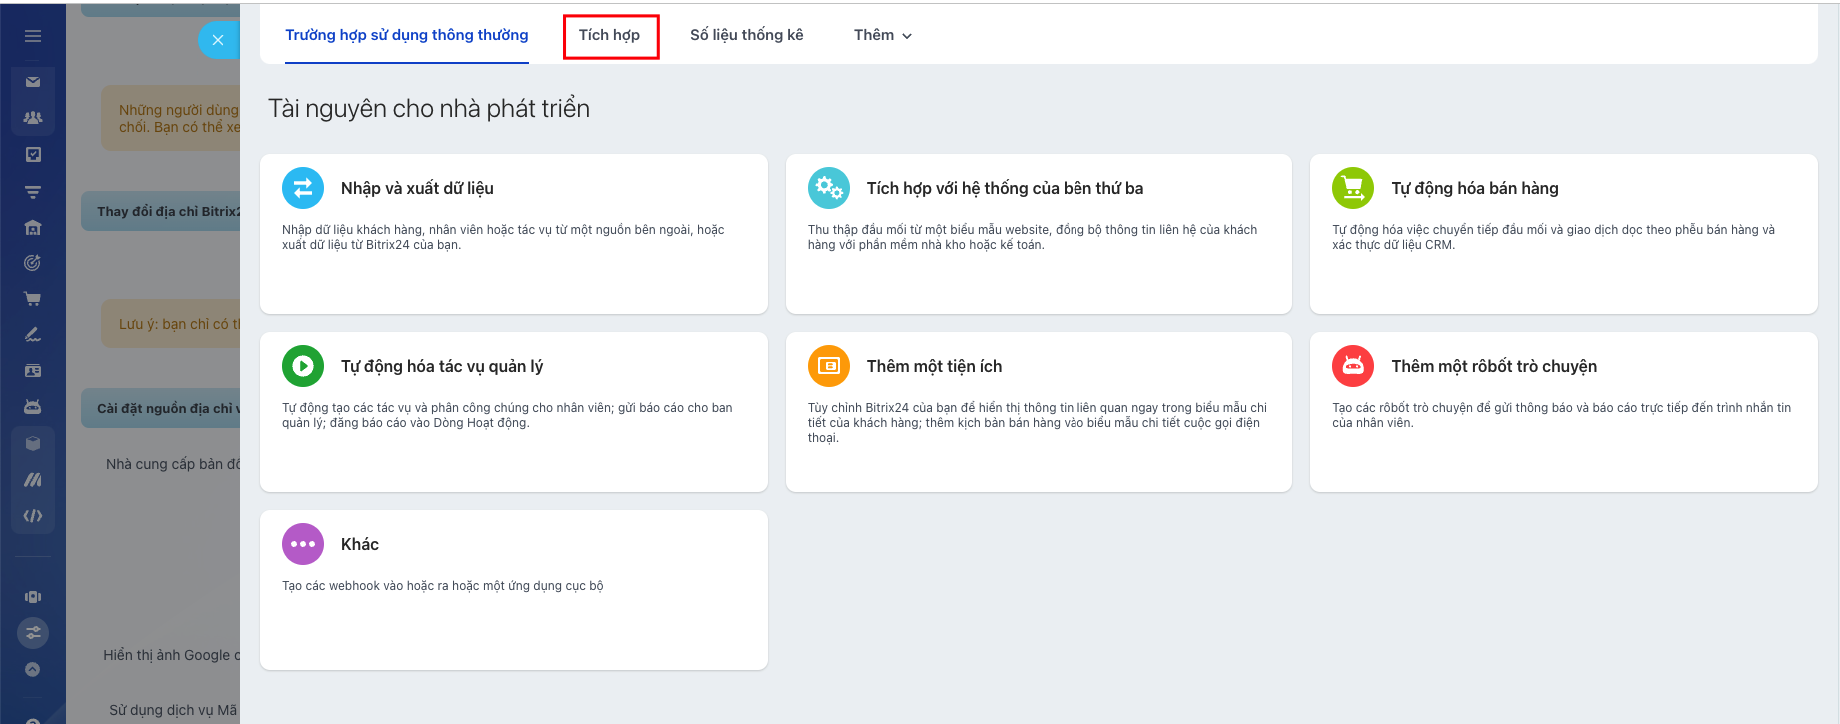 Trường hợp sử dụng thông thường
Tích hợp
Số liệu thống kê
Thêm
Những người dùng
chối. Bạn có thể xe
Thay đổi địa chỉ Bitrix2
Lưu ý: bạn chỉ có th
Cài đặt nguồn địa chỉ v
Nhà cung cấp bản đồ
Hiển thị ảnh Google c
Sử dụng dịch vụ Mã
Tài nguyên cho nhà phát triển
Nhập và xuất dữ liệu
Nhập dữ liệu khách hàng, nhân viên hoặc tác vụ từ một nguồn bên ngoài, hoặc
xuất dữ liệu từ Bitrix24 của bạn.
Tích hợp với hệ thống của bên thứ ba
Thu thập đầu mối từ một biểu mẫu website, đồng bộ thông tin liên hệ của khách
hàng với phần mềm nhà kho hoặc kế toán.
Tự động hóa bán hàng
Tự động hóa việc chuyển tiếp đầu mối và giao dịch dọc theo phễu bán hàng và
xác thực dữ liệu CRM.
Tự động hóa tác vụ quản lý
Tự động tạo các tác vụ và phân công chúng cho nhân viên; gửi báo cáo cho ban
quản lý; đăng báo cáo vào Dòng Hoạt động.
Thêm một tiện ích
Tùy chỉnh Bitrix24 của bạn để hiển thị thông tin liên quan ngay trong biểu mẫu chi
tiết của khách hàng; thêm kịch bản bán hàng vào biểu mẫu chi tiết cuộc gọi điện
thoại.
Thêm một rôbốt trò chuyện
Tạo các rôbốt trò chuyện để gửi thông báo và báo cáo trực tiếp đến trình nhắn tin
của nhân viên.
Khác
Tạo các webhook vào hoặc ra hoặc một ứng dụng cục bộ